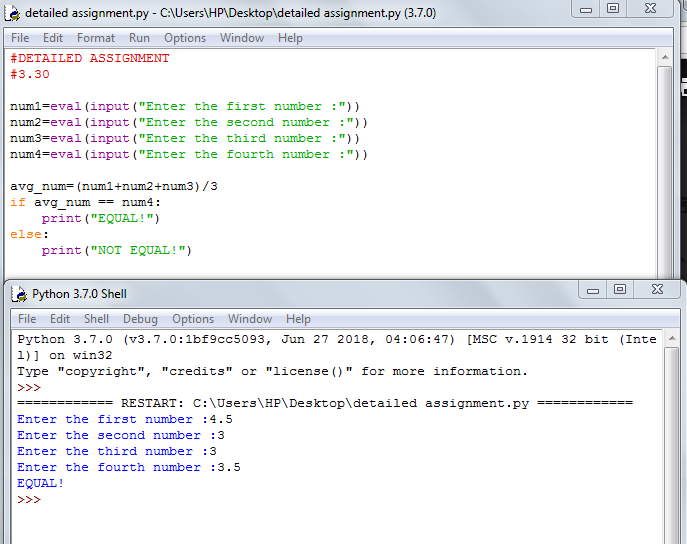 detailed assignment.py - C:\Users\HP\Desktop\detailed assignment.py (3.7.0)
File Edit Format Run Options Window Help
#DETAILED ASSIGNMENT
#3.30
num1=eval(input("Enter the first number :"))
num2=eval(input("Enter the second number :"))
num3=eval(input("Enter the third number :"))
num4=eval(input("Enter the fourth number :"))
avg_num=(num1+num2+num3)/3
if avg_num == num4:
    print("EQUAL!")
else:
    print("NOT EQUAL!")
Python 3.7.0 Shell
File Edit Shell Debug Options Window Help
Python 3.7.0 (v3.7.0:1bf9cc5093, Jun 27 2018, 04:06:47) [MSC v.1914 32 bit (Inte
l)] on win32
Type "copyright", "credits" or "license()" for more information.
>>>
============ RESTART: C:\Users\HP\Desktop\detailed assignment.py ============
Enter the first number :4.5
Enter the second number :3
Enter the third number :3
Enter the fourth number :3.5
EQUAL!
>>>